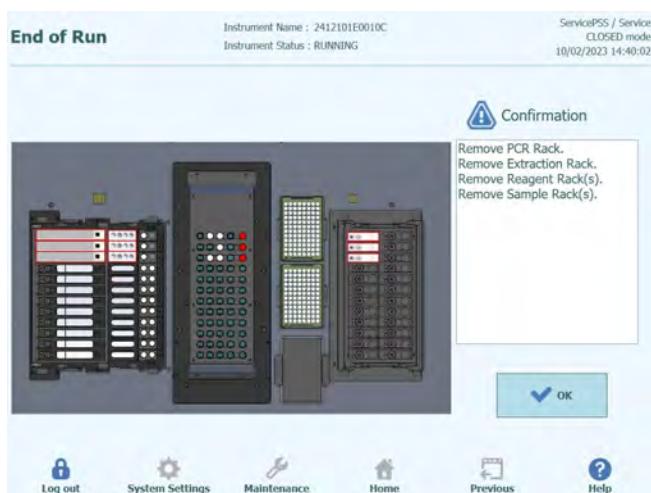 End of Run
Instrument Name : 2412101E0010C
Instrument Status : RUNNING
ServicePSS / Service
CLOSED mode
10/02/2023 14:40:02
Confirmation
Remove PCR Rack.
Remove Extraction Rack.
Remove Reagent Rack(s).
Remove Sample Rack(s).
OK
Log out
System Settings
Maintenance
Home
Previous
Help